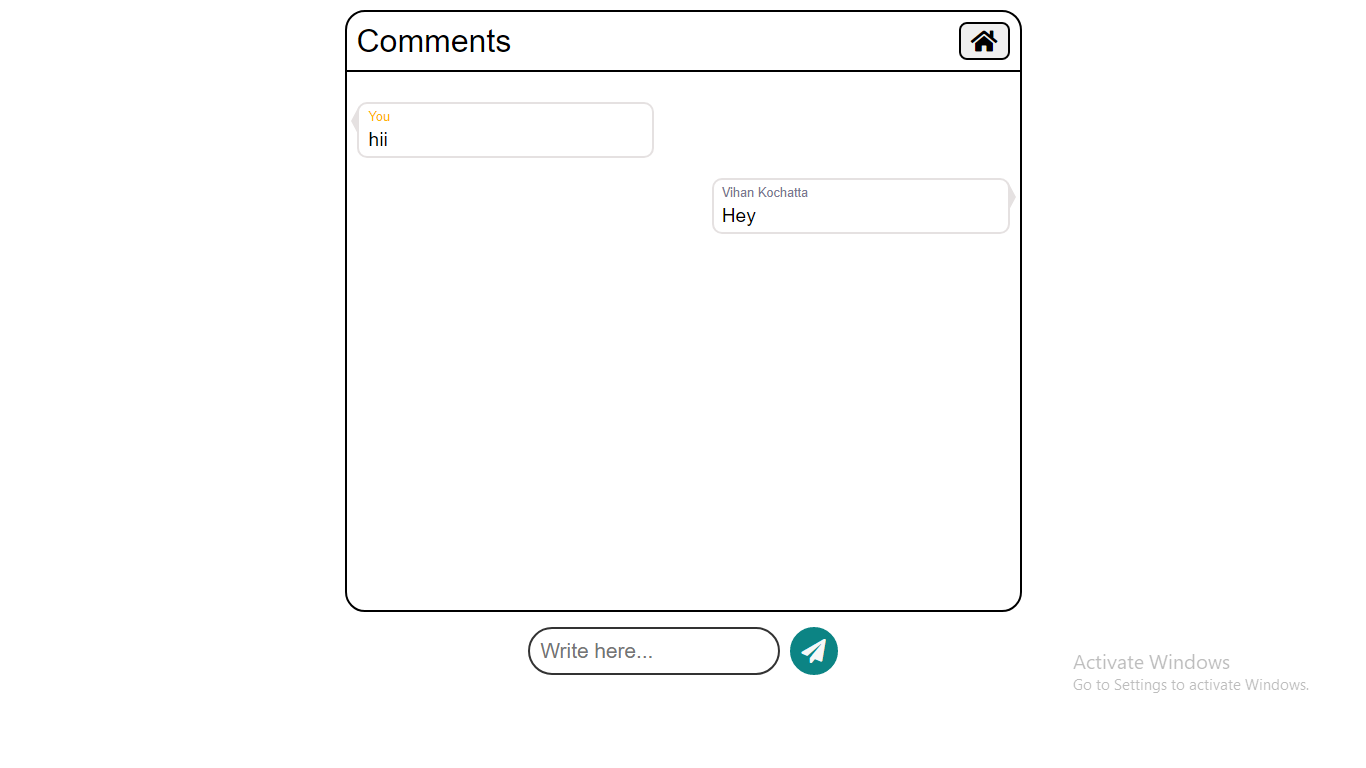 Comments
You
hii
Vihan Kochatta
Hey
Write here...
Activate Windows
Go to Settings to activate Windows.